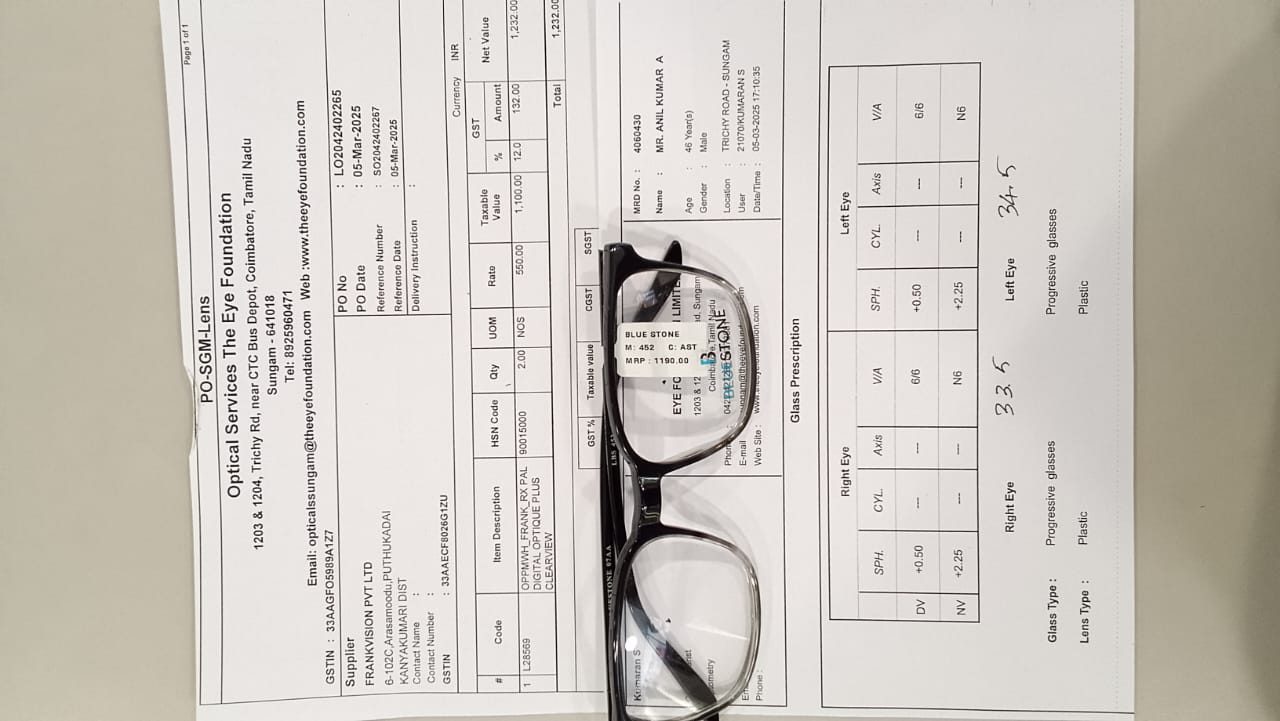 Page 1 of 1
PO-SGM-Lens
Optical Services The Eye Foundation
1203 & 1204, Trichy Rd, near CTC Bus Depot, Coimbatore, Tamil Nadu
Sungam - 641018
Tel: 8925960471
Email: opticalssungam@theeyefoundation.com Web :www.theeyefoundation.com
GSTIN : 33AAGFO5989A1Z7
Supplier
FRANKVISION PVT LTD
6-102C,Arasamoodu,PUTHUKADAI
KANYAKUMARI DIST
Contact Name :
Contact Number :
GSTIN : 33AAECF8026G1ZU
PO No : LO2042402265
PO Date : 05-Mar-2025
Reference Number : SO2042402267
Reference Date : 05-Mar-2025
Delivery Instruction :
Currency INR
# Code Item Description HSN Code Qty UOM Rate Taxable Value GST % Amount Net Value
1 L28569 OPPMWH_FRANK_RX PAL DIGITAL OPTIQUE PLUS CLEARVIEW 90015000 2.00 NOS 550.00 1,100.00 12.0 132.00 1,232.00
Total 1,232.00
GST % Taxable value CGST SGST
BLUE STONE
M: 452 C: AST
MRP : 1190.00
B
STONE
EYE FO
LIMITE
1203 & 12
d, Sungam
Tamil Nadu
Phon
E-mail
Web Site : www.theeyefoundation.com
Kumaran S
ometry
Phone :
MRD No. : 4060430
Name : MR. ANIL KUMAR A
Age : 46 Year(s)
Gender : Male
Location : TRICHY ROAD - SUNGAM
User : 21070/KUMARAN S
Date/Time : 05-03-2025 17:10:35
Glass Prescription
Right Eye Left Eye
SPH. CYL. Axis V/A SPH. CYL. Axis V/A
DV +0.50 --- --- 6/6 +0.50 --- --- 6/6
NV +2.25 --- --- N6 +2.25 --- --- N6
Right Eye 33.5 Left Eye 34.5
Glass Type : Progressive glasses Progressive glasses
Lens Type : Plastic Plastic